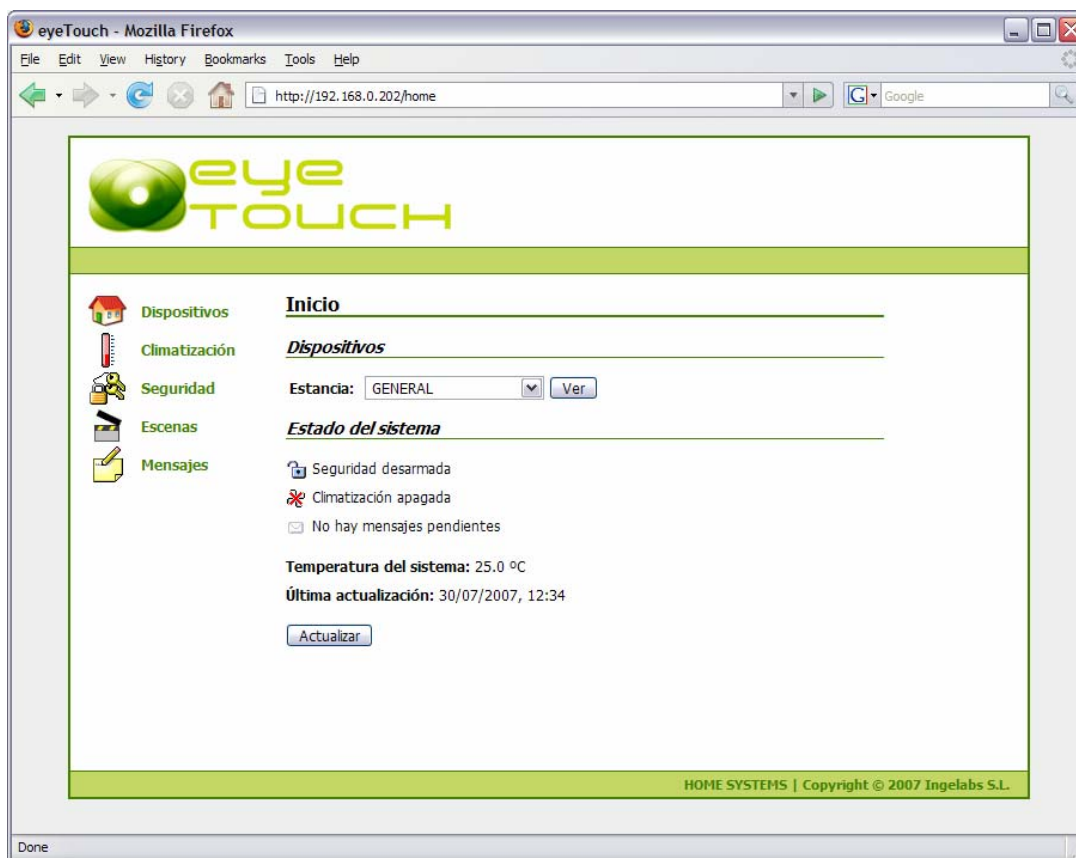 eyeTouch - Mozilla Firefox
File Edit View History Bookmarks Tools Help
http://192.168.0.202/home
G Google
eye
TOUCH
Dispositivos
Climatización
Seguridad
Escenas
Mensajes
Inicio
Dispositivos
Estancia: GENERAL Ver
Estado del sistema
Seguridad desarmada
Climatización apagada
No hay mensajes pendientes
Temperatura del sistema: 25.0 ºC
Última actualización: 30/07/2007, 12:34
Actualizar
HOME SYSTEMS | Copyright © 2007 Ingelabs S.L.
Done